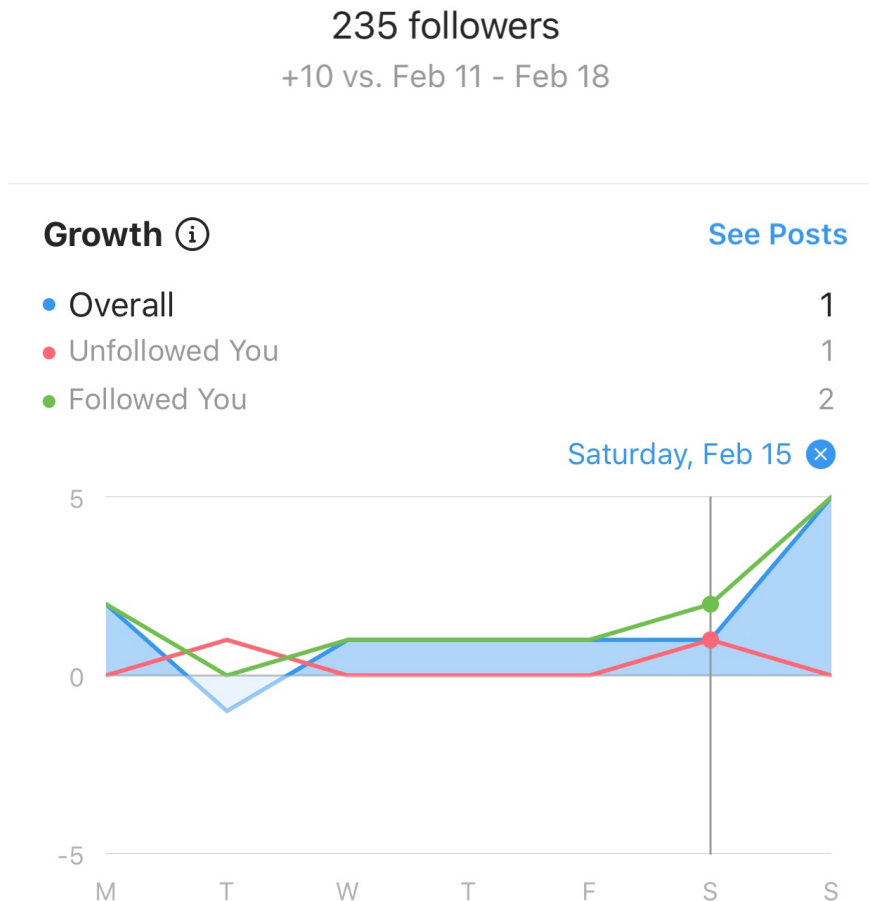 235 followers
+10 vs. Feb 11 - Feb 18
Growth
See Posts
Overall 1
Unfollowed You 1
Followed You 2
Saturday, Feb 15
5
0
-5
M T W T F S S